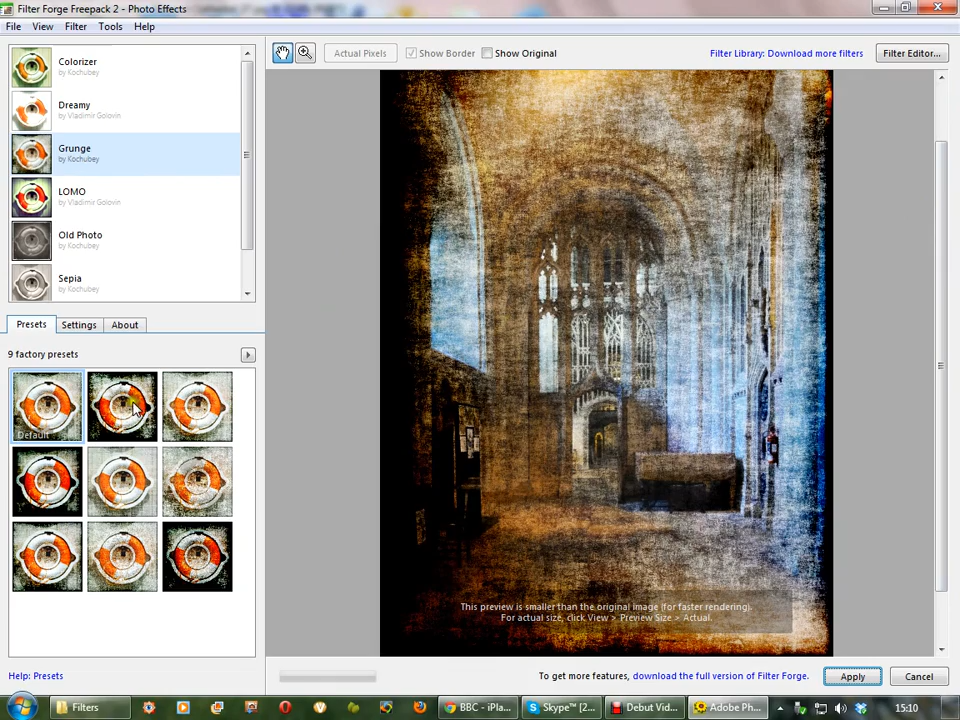 Filter Forge Freepack 2 - Photo Effects
File View Filter Tools Help
Actual Pixels Show Border Show Original Filter Library: Download more filters Filter Editor...
Colorizer
by Kochubey
Dreamy
by Vladimir Golovin
Grunge
by Kochubey
LOMO
by Vladimir Golovin
Old Photo
by Kochubey
Sepia
by Kochubey
Presets Settings About
9 factory presets
Default
This preview is smaller than the original image (for faster rendering).
For actual size, click View > Preview Size > Actual.
Help: Presets
To get more features, download the full version of Filter Forge.
Apply Cancel
Filters
BBC - iPla...
Skype™ [2...
Debut Vid...
Adobe Ph...
15:10